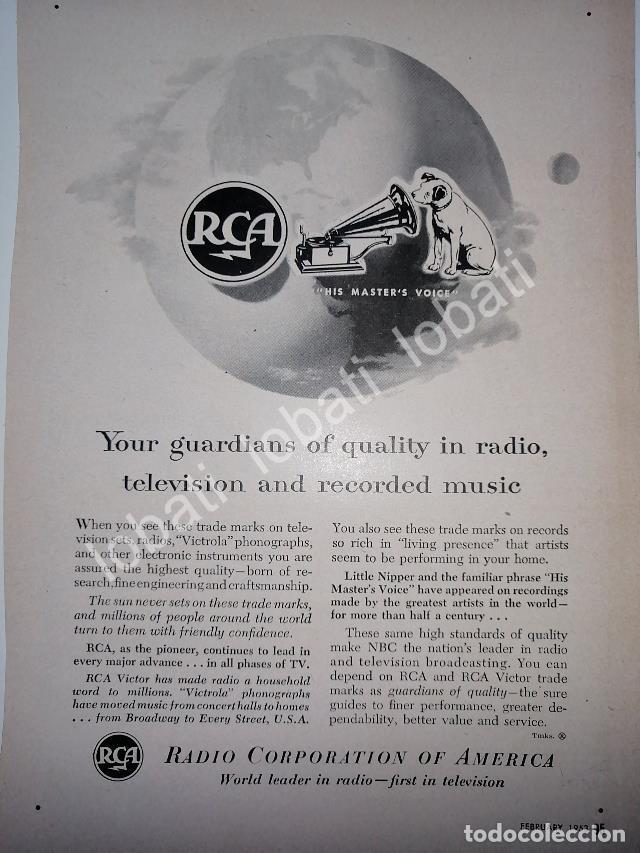 RCA
"HIS MASTER'S VOICE"
Your guardians of quality in radio,
television and recorded music
When you see these trade marks on tele-
vision sets, radios, "Victrola" phonographs,
and other electronic instruments you are
assured the highest quality—born of re-
search, fine engineering and craftsmanship.
The sun never sets on these trade marks,
and millions of people around the world
turn to them with friendly confidence.
RCA, as the pioneer, continues to lead in
every major advance . . . in all phases of TV.
RCA Victor has made radio a household
word to millions. "Victrola" phonographs
have moved music from concert halls to homes
. . . from Broadway to Every Street, U.S.A.
You also see these trade marks on records
so rich in "living presence" that artists
seem to be performing in your home.
Little Nipper and the familiar phrase "His
Master's Voice" have appeared on recordings
made by the greatest artists in the world—
for more than half a century . . .
These same high standards of quality
make NBC the nation's leader in radio
and television broadcasting. You can
depend on RCA and RCA Victor trade
marks as guardians of quality—the sure
guides to finer performance, greater de-
pendability, better value and service.
Tmks. ®
RCA
RADIO CORPORATION OF AMERICA
World leader in radio—first in television
FEBRUARY
lobati lobati lobati lobati
todocoleccion